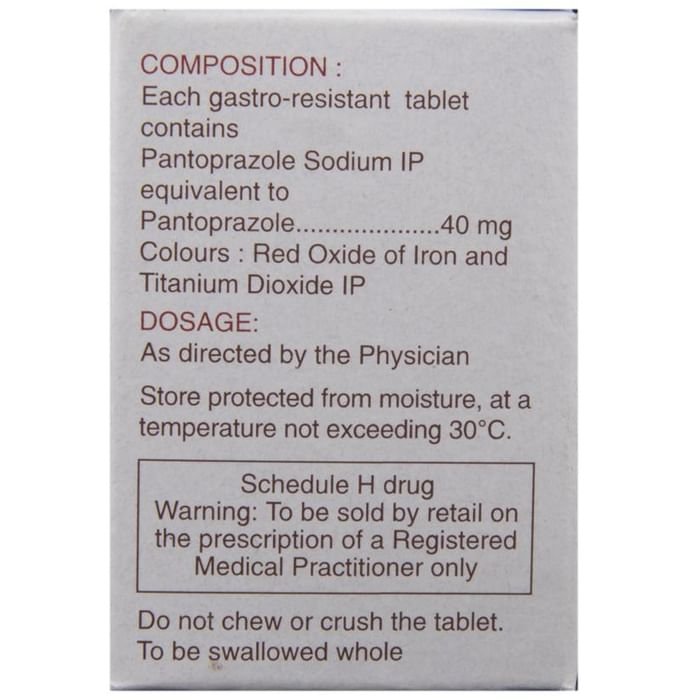 COMPOSITION :
Each gastro-resistant tablet
contains
Pantoprazole Sodium IP
equivalent to
Pantoprazole....................40 mg
Colours : Red Oxide of Iron and
Titanium Dioxide IP
DOSAGE:
As directed by the Physician
Store protected from moisture, at a
temperature not exceeding 30°C.
Schedule H drug
Warning: To be sold by retail on
the prescription of a Registered
Medical Practitioner only
Do not chew or crush the tablet.
To be swallowed whole